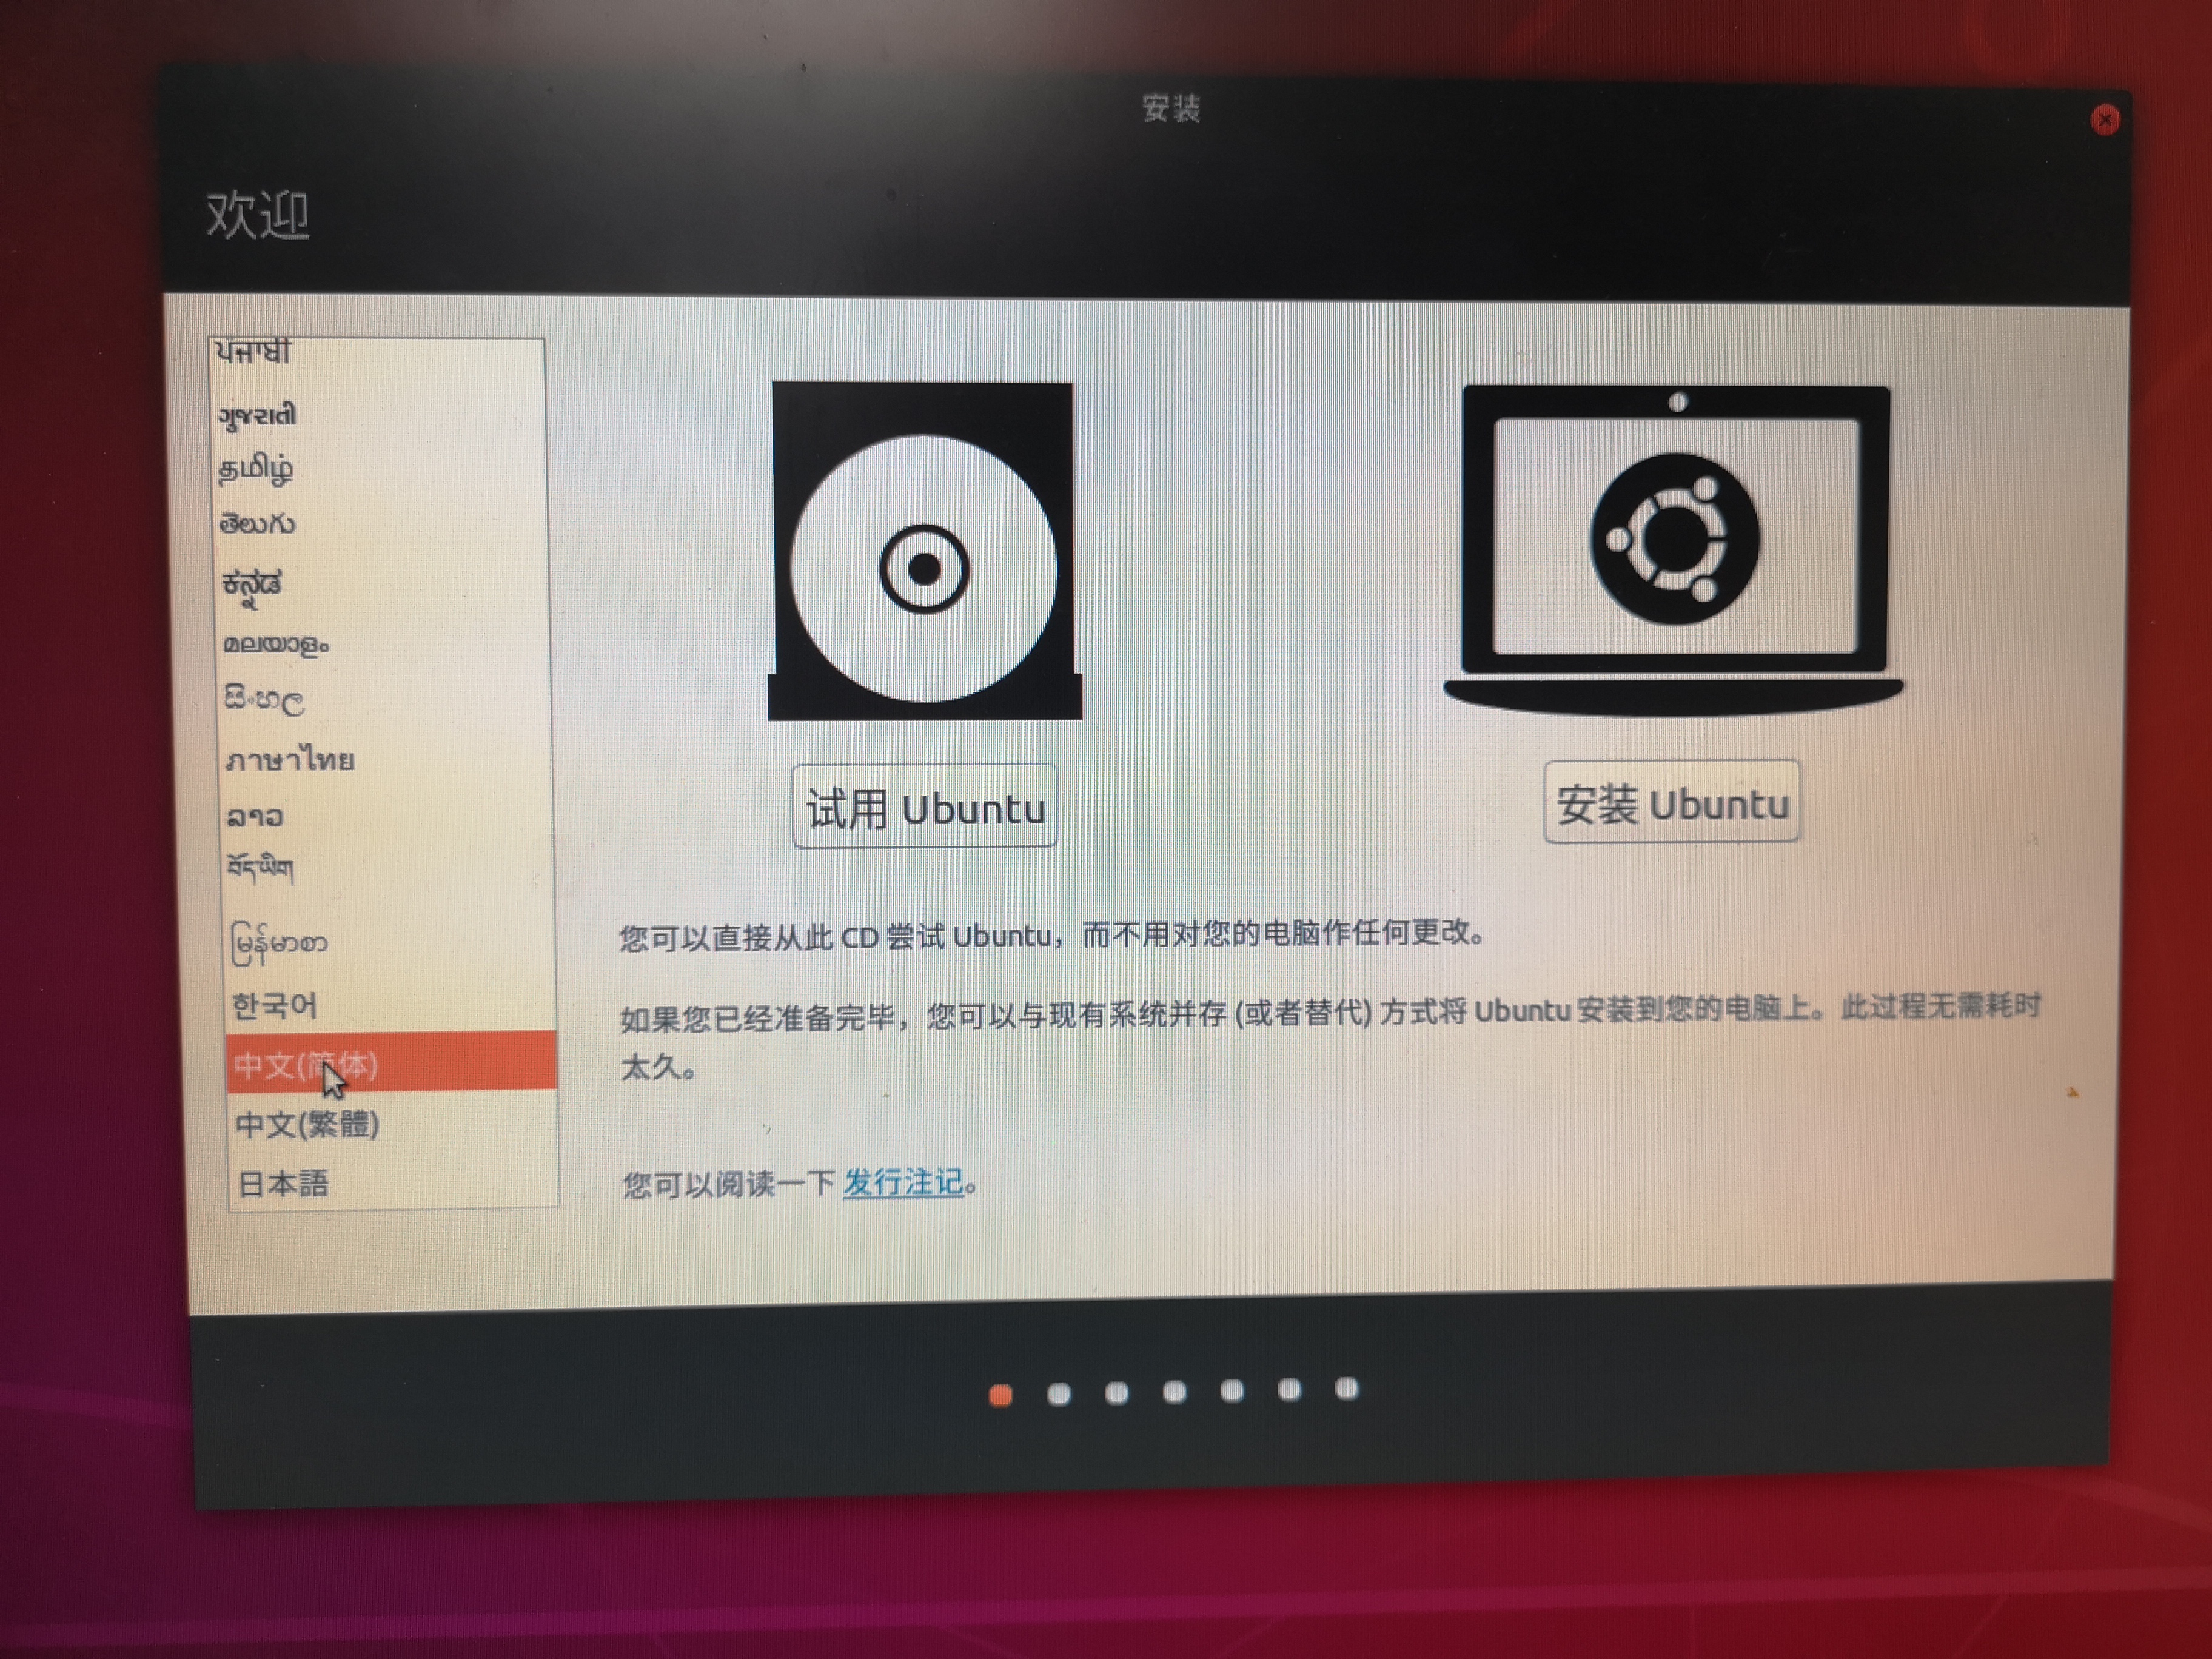 安装
欢迎
ਪੰਜਾਬੀ
ગુજરાતી
தமிழ்
తెలుగు
ಕನ್ನಡ
മലയാളം
සිංහල
ภาษาไทย
ລາວ
བོད་ཡིག
မြန်မာစာ
한국어
中文(简体)
中文(繁體)
日本語
试用 Ubuntu
安装 Ubuntu
您可以直接从此 CD 尝试 Ubuntu，而不用对您的电脑作任何更改。
如果您已经准备完毕，您可以与现有系统并存 (或者替代) 方式将 Ubuntu 安装到您的电脑上。此过程无需耗时
太久。
您可以阅读一下 发行注记。